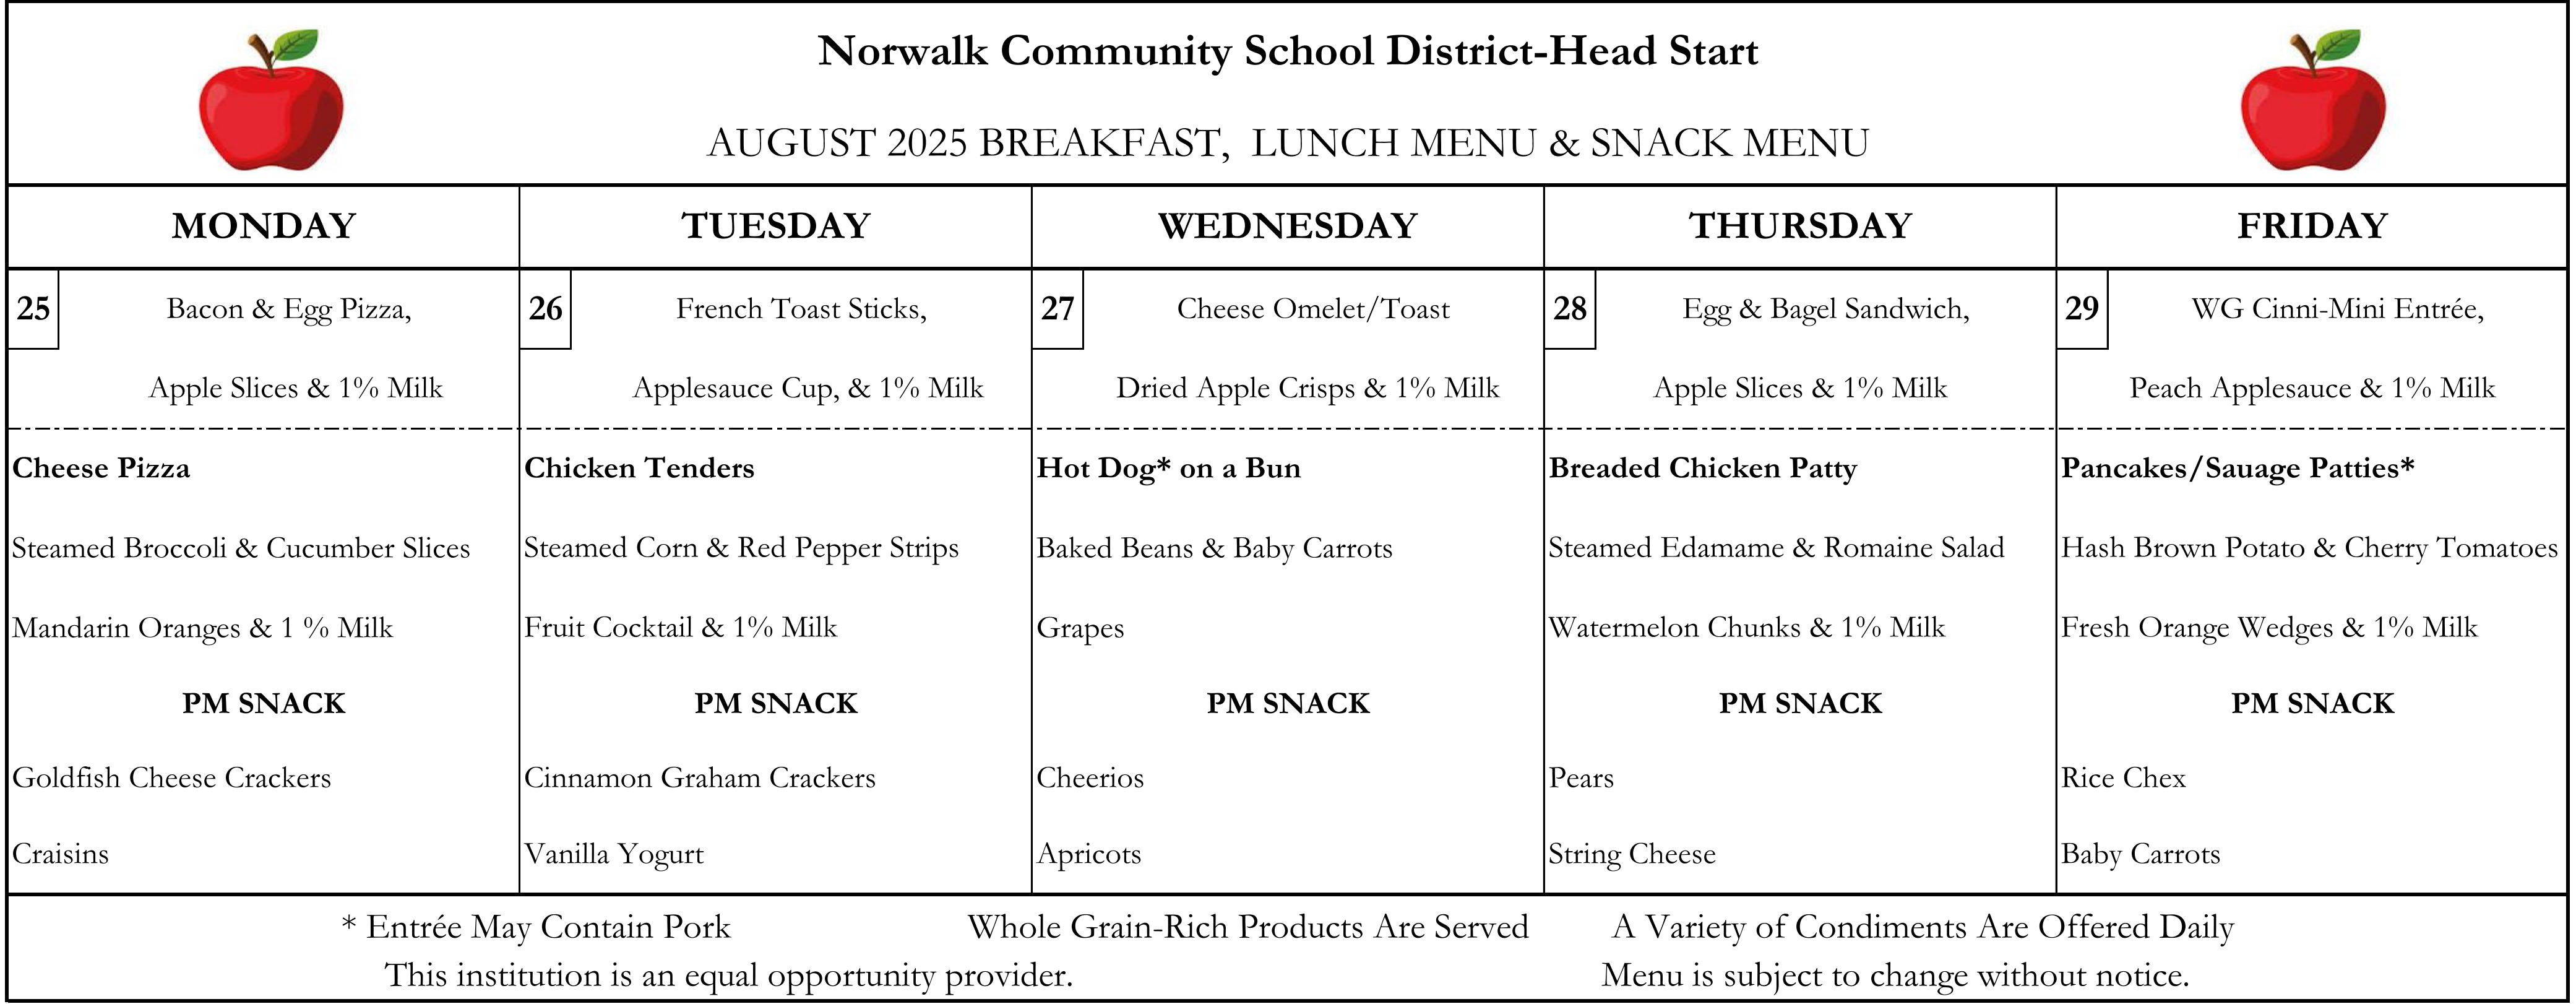 Norwalk Community School District-Head Start
AUGUST 2025 BREAKFAST, LUNCH MENU & SNACK MENU
MONDAY
TUESDAY
WEDNESDAY
THURSDAY
FRIDAY
25
Bacon & Egg Pizza,
Apple Slices & 1% Milk
Cheese Pizza
Steamed Broccoli & Cucumber Slices
Mandarin Oranges & 1 % Milk
PM SNACK
Goldfish Cheese Crackers
Craisins
26
French Toast Sticks,
Applesauce Cup, & 1% Milk
Chicken Tenders
Steamed Corn & Red Pepper Strips
Fruit Cocktail & 1% Milk
PM SNACK
Cinnamon Graham Crackers
Vanilla Yogurt
27
Cheese Omelet/Toast
Dried Apple Crisps & 1% Milk
Hot Dog* on a Bun
Baked Beans & Baby Carrots
Grapes
PM SNACK
Cheerios
Apricots
28
Egg & Bagel Sandwich,
Apple Slices & 1% Milk
Breaded Chicken Patty
Steamed Edamame & Romaine Salad
Watermelon Chunks & 1% Milk
PM SNACK
Pears
String Cheese
29
WG Cinni-Mini Entrée,
Peach Applesauce & 1% Milk
Pancakes/Sauage Patties*
Hash Brown Potato & Cherry Tomatoes
Fresh Orange Wedges & 1% Milk
PM SNACK
Rice Chex
Baby Carrots
* Entrée May Contain Pork
Whole Grain-Rich Products Are Served
A Variety of Condiments Are Offered Daily
This institution is an equal opportunity provider.
Menu is subject to change without notice.